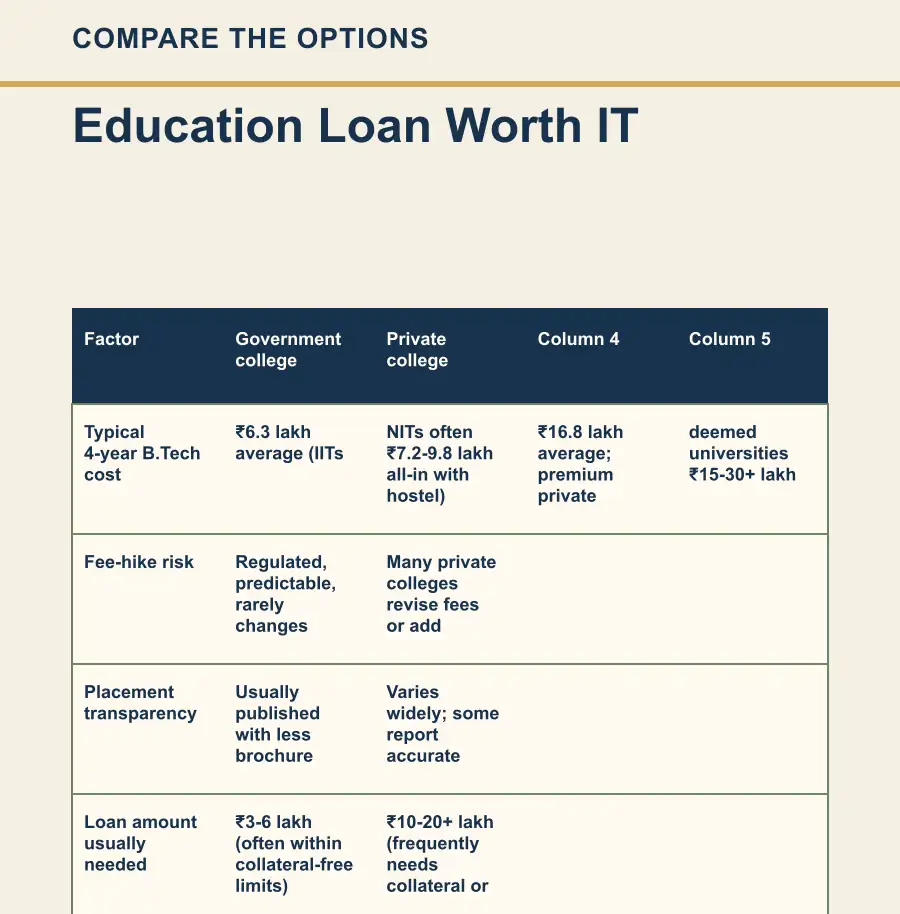 COMPARE THE OPTIONS
Education Loan Worth IT
Factor
Government
college
Private
college
Column 4
Column 5
Typical
4-year B.Tech
cost
₹6.3 lakh
average (IITs
NITs often
₹7.2-9.8 lakh
all-in with
hostel)
₹16.8 lakh
average;
premium
private
deemed
universities
₹15-30+ lakh
Fee-hike risk
Regulated,
predictable,
rarely
changes
Many private
colleges
revise fees
or add
Placement
transparency
Usually
published
with less
brochure
Varies
widely; some
report
accurate
Loan amount
usually
needed
₹3-6 lakh
(often within
collateral-free
limits)
₹10-20+ lakh
(frequently
needs
collateral or